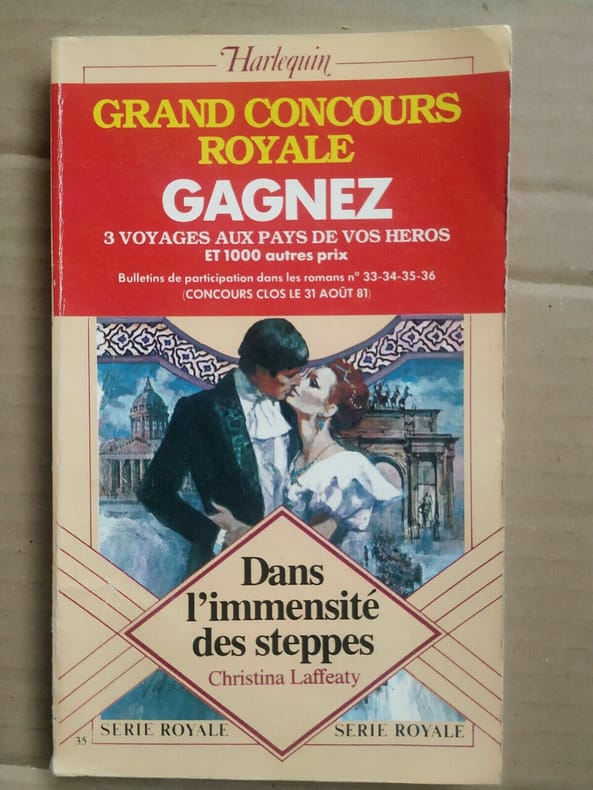 Harlequin
GRAND CONCOURS
ROYALE
GAGNEZ
3 VOYAGES AUX PAYS DE VOS HEROS
ET 1000 autres prix
Bulletins de participation dans les romans nº 33-34-35-36
(CONCOURS CLOS LE 31 AOÛT 81)
Dans
l'immensité
des steppes
Christina Laffeaty
35 SERIE ROYALE SERIE ROYALE